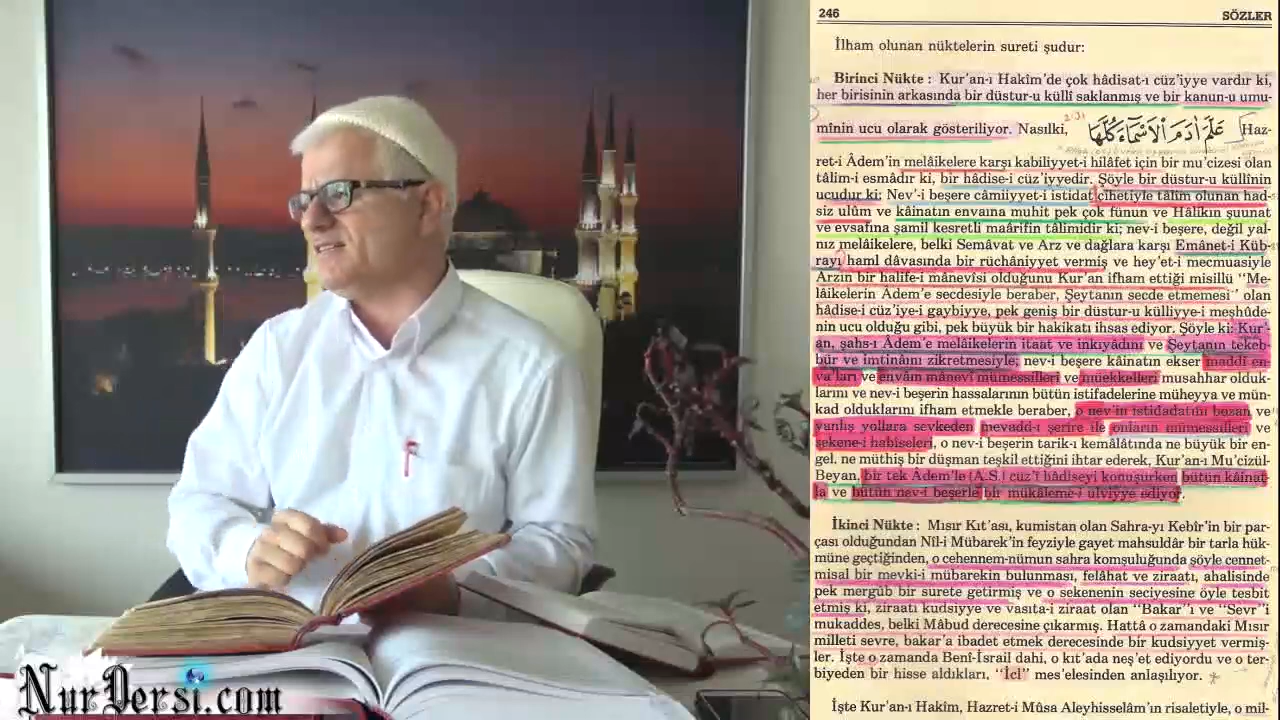 246 SÖZLER
İlham olunan nüktelerin sureti şudur:
Birinci Nükte : Kur'an-ı Hakîm'de çok hâdisat-ı cüz'iyye vardır ki,
her birisinin arkasında bir düstur-u küllî saklanmış ve bir kanun-u umu-
mînin ucu olarak gösteriliyor. Nasılki, عَلَّمَ اٰدَمَ الْاَسْمَٓاءَ كُلَّهَا Haz-
ret-i Âdem'in melâikelere karşı kabiliyyet-i hilâfet için bir mu'cizesi olan
tâlim-i esmâdır ki, bir hâdise-i cüz'iyyedir. Şöyle bir düstur-u küllînin
ucudur ki: Nev'-i beşere câmiiyyet-i istidat cihetiyle tâlim olunan had-
siz ulûm ve kâinatın envaına muhit pek çok fünun ve Hâlıkın şuunat
ve evsafına şamil kesretli maârifin tâlimidir ki; nev-i beşere, değil yal-
nız melâikelere, belki Semâvat ve Arz ve dağlara karşı Emânet-i Küb-
rayı haml dâvasında bir rüchâniyyet vermiş ve hey'et-i mecmuasiyle
Arzın bir halife-i mânevîsi olduğunu Kur'an ifham ettiği misillü "Me-
lâikelerin Âdem'e secdesiyle beraber, Şeytanın secde etmemesi" olan
hâdise-i cüz'iye-i gaybiyye, pek geniş bir düstur-u külliyye-i meşhûde-
nin ucu olduğu gibi, pek büyük bir hakikatı ihsas ediyor. Şöyle ki: Kur'-
an, şahs-ı Âdem'e melâikelerin itaat ve inkıyâdını ve Şeytanın tekeb-
bür ve imtinâını zikretmesiyle; nev-i beşere kâinatın ekser maddî en-
va'ları ve envâın mânevî mümessilleri ve müekkelleri musahhar olduk-
larını ve nev-i beşerin hassalarının bütün istifadelerine müheyya ve mün-
kad olduklarını ifham etmekle beraber, o nev'in istidadatını bozan ve
yanlış yollara sevkeden mevadd-ı şerire ile onların mümessilleri ve
sekene-i habiseleri, o nev-i beşerin tarik-ı kemâlâtında ne büyük bir en-
gel, ne müthiş bir düşman teşkil ettiğini ihtar ederek, Kur'an-ı Mu'cizül-
Beyan, bir tek Âdem'le (A.S.) cüz'î hâdiseyi konuşurken bütün kâinat-
la ve bütün nev-i beşerle bir mükâleme-i ulviyye ediyor.
İkinci Nükte : Mısır Kıt'ası, kumistan olan Sahra-yı Kebîr'in bir par-
çası olduğundan Nil-i Mübarek'in feyziyle gayet mahsuldâr bir tarla hük-
müne geçtiğinden, o cehennem-nümun sahra komşuluğunda şöyle cennet-
misal bir mevki-i mübarekin bulunması, felâhat ve ziraatı, ahalisinde
pek mergûb bir surete getirmiş ve o sekenenin seciyesine öyle tesbit
etmiş ki, ziraatı kudsiyye ve vasıta-i ziraat olan "Bakar"ı ve "Sevr"i
mukaddes, belki Mâbud derecesine çıkarmış. Hattâ o zamandaki Mısır
milleti sevre, bakar'a ibadet etmek derecesinde bir kudsiyyet vermiş-
ler. İşte o zamanda Benî-İsrail dahi, o kıt'ada neş'et ediyordu ve o ter-
biyeden bir hisse aldıkları, "İcl" mes'elesinden anlaşılıyor.
İşte Kur'an-ı Hakîm, Hazret-i Mûsa Aleyhisselâm'ın risaletiyle, o mil-
NurDersi.com